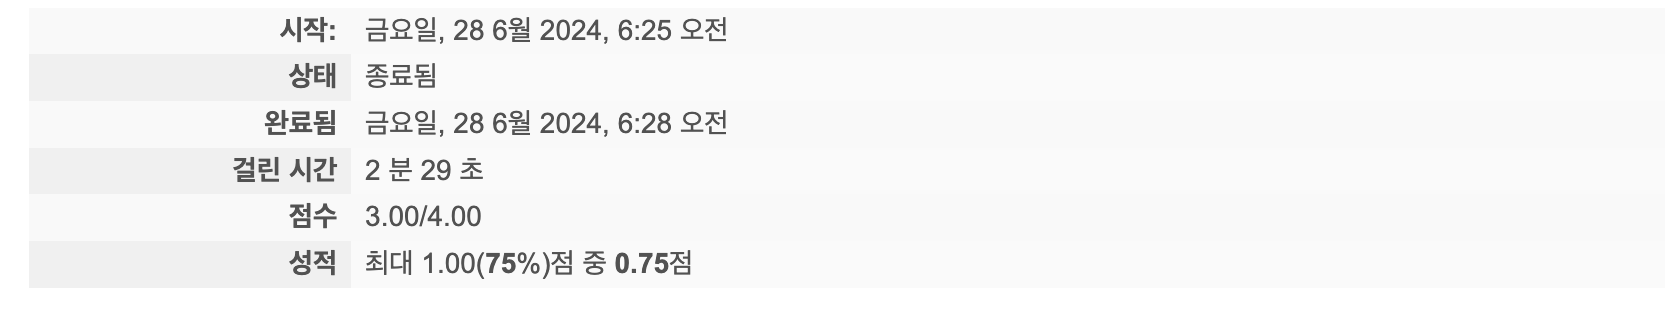 시작: 금요일, 28 6월 2024, 6:25 오전
상태 종료됨
완료됨 금요일, 28 6월 2024, 6:28 오전
걸린 시간 2 분 29 초
점수 3.00/4.00
성적 최대 1.00(75%)점 중 0.75점